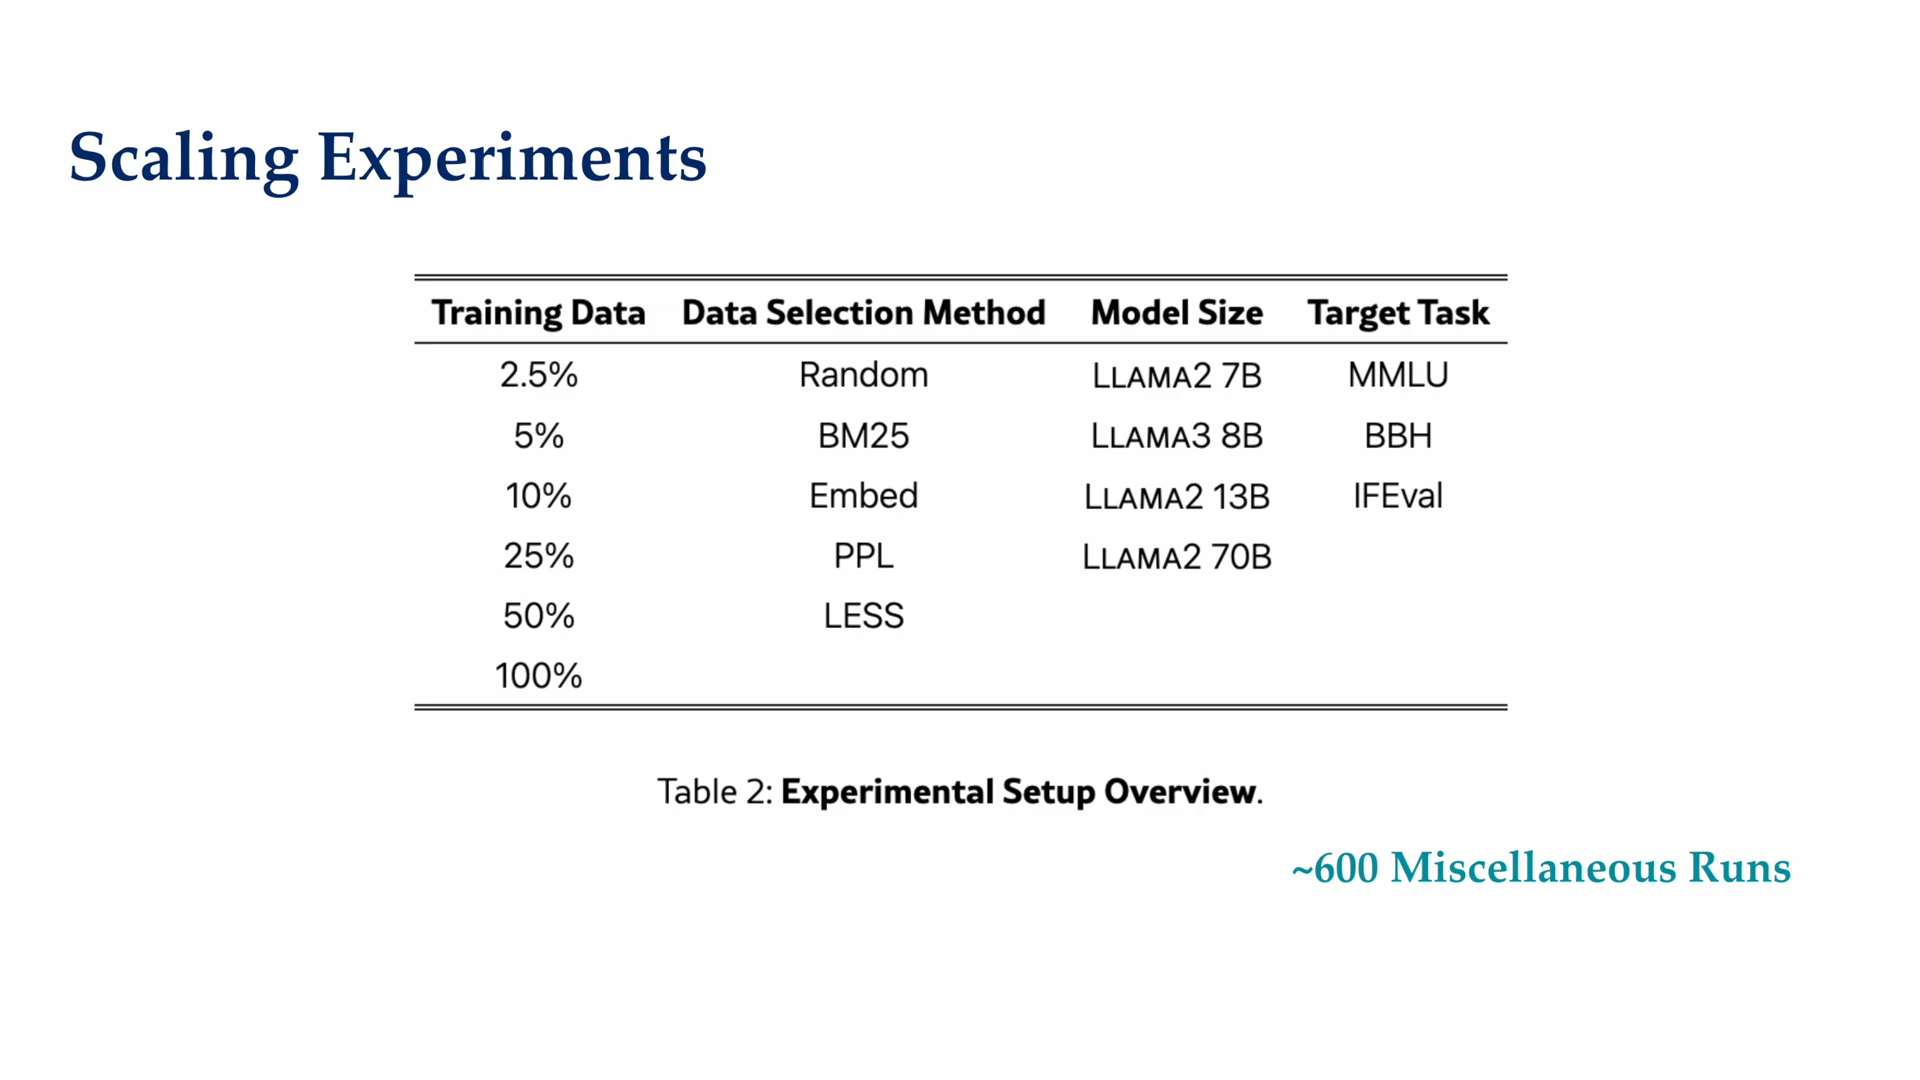 Scaling Experiments
Training Data Data Selection Method Model Size Target Task
2.5% Random LLAMA2 7B MMLU
5% BM25 LLAMA3 8B BBH
10% Embed LLAMA2 13B IFEval
25% PPL LLAMA2 70B
50% LESS
100%
Table 2: Experimental Setup Overview.
~600 Miscellaneous Runs